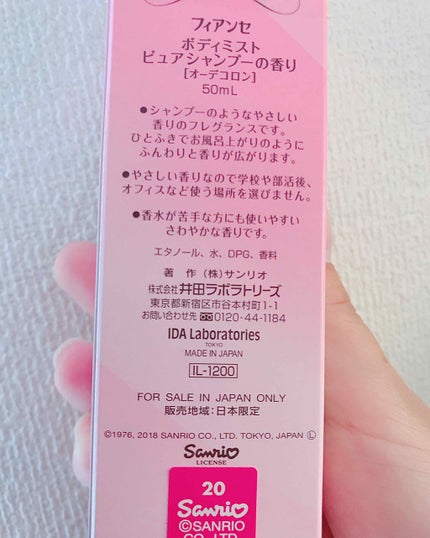 フィアンセ
ボディミスト
ピュアシャンプーの香り
[オーデコロン]
50mL
●シャンプーのようなやさしい
香りのフレグランスです。
ひとふきでお風呂上がりのように
ふんわりと香りが広がります。
●やさしい香りなので学校や部活後、
オフィスなど使う場所を選びません。
●香水が苦手な方にも使いやすい
さわやかな香りです。
エタノール、水、DPG、香料
著 作 (株)サンリオ
株式会社 井田ラボラトリーズ
東京都新宿区市谷本村町1-1
お問い合わせ先 0120-44-1184
IDA Laboratories
TOKYO
MADE IN JAPAN
IL-1200
FOR SALE IN JAPAN ONLY
販売地域:日本限定
©1976, 2018 SANRIO CO., LTD. TOKYO, JAPAN Ⓛ
Sanrio
LICENSE
20
Sanrio
©SANRIO
CO., LTD.